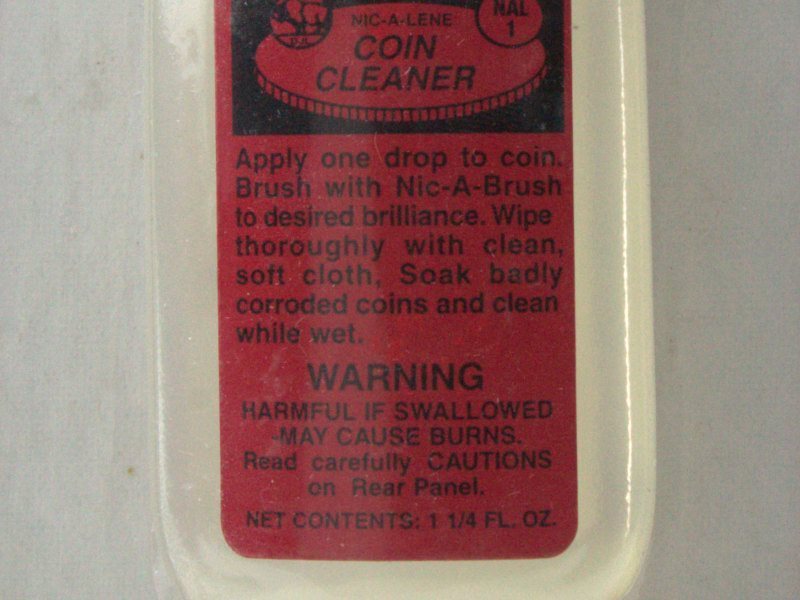 NAL
1
NIC-A-LENE
COIN
CLEANER
Apply one drop to coin.
Brush with Nic-A-Brush
to desired brilliance. Wipe
thoroughly with clean,
soft cloth, Soak badly
corroded coins and clean
while wet.
WARNING
HARMFUL IF SWALLOWED
-MAY CAUSE BURNS.
Read carefully CAUTIONS
on Rear Panel.
NET CONTENTS: 1 1/4 FL. OZ.